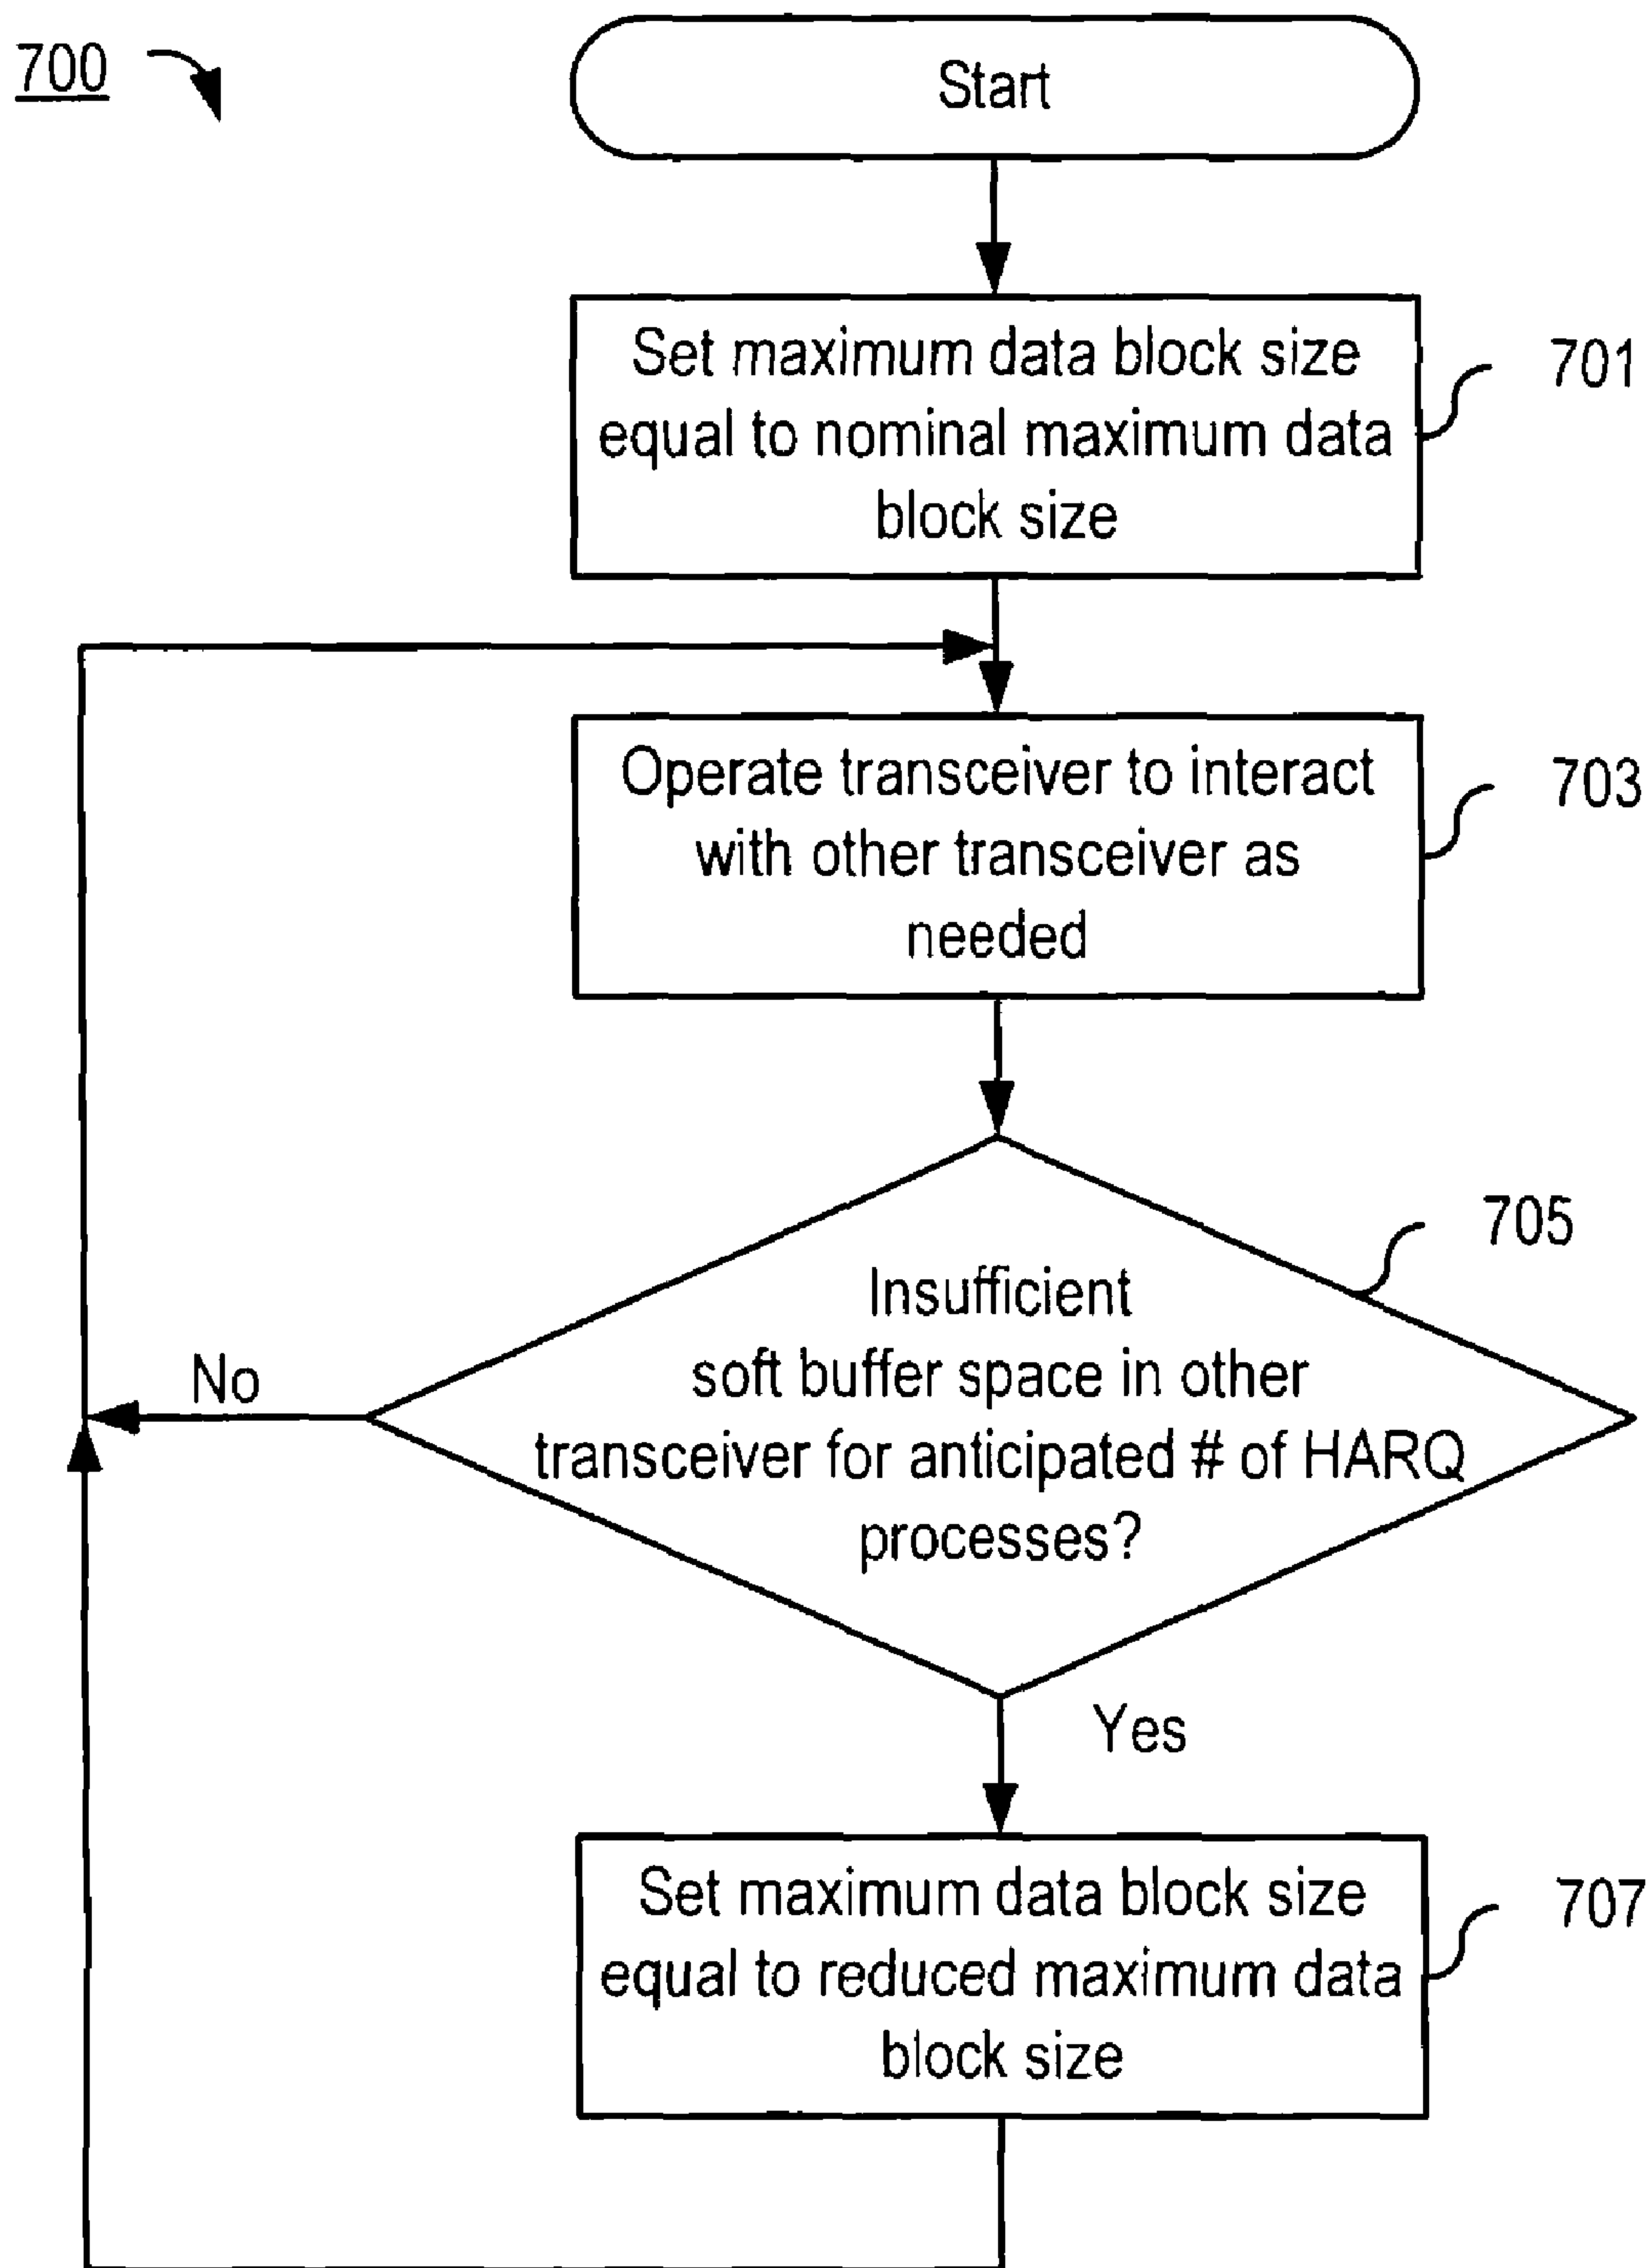 700
Start
Set maximum data block size
equal to nominal maximum data
block size
701
Operate transceiver to interact
with other transceiver as
needed
703
705
Insufficient
soft buffer space in other
transceiver for anticipated # of HARQ
processes?
No
Yes
Set maximum data block size
equal to reduced maximum data
block size
707